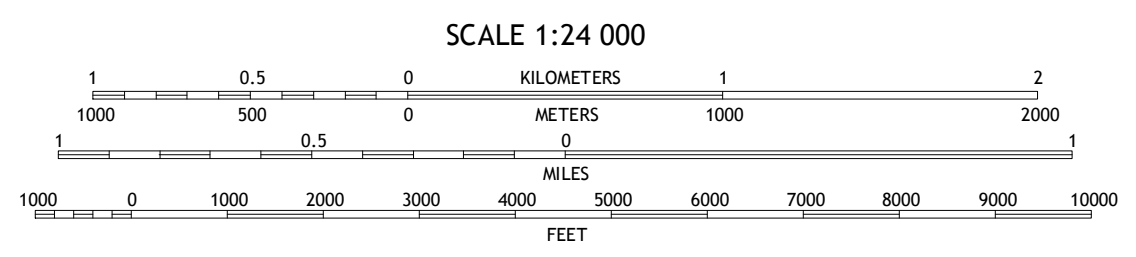 SCALE 1:24 000
1 0.5 0 KILOMETERS 1 2
1000 500 0 METERS 1000 2000
1 0.5 0 1
MILES
1000 0 1000 2000 3000 4000 5000 6000 7000 8000 9000 10000
FEET